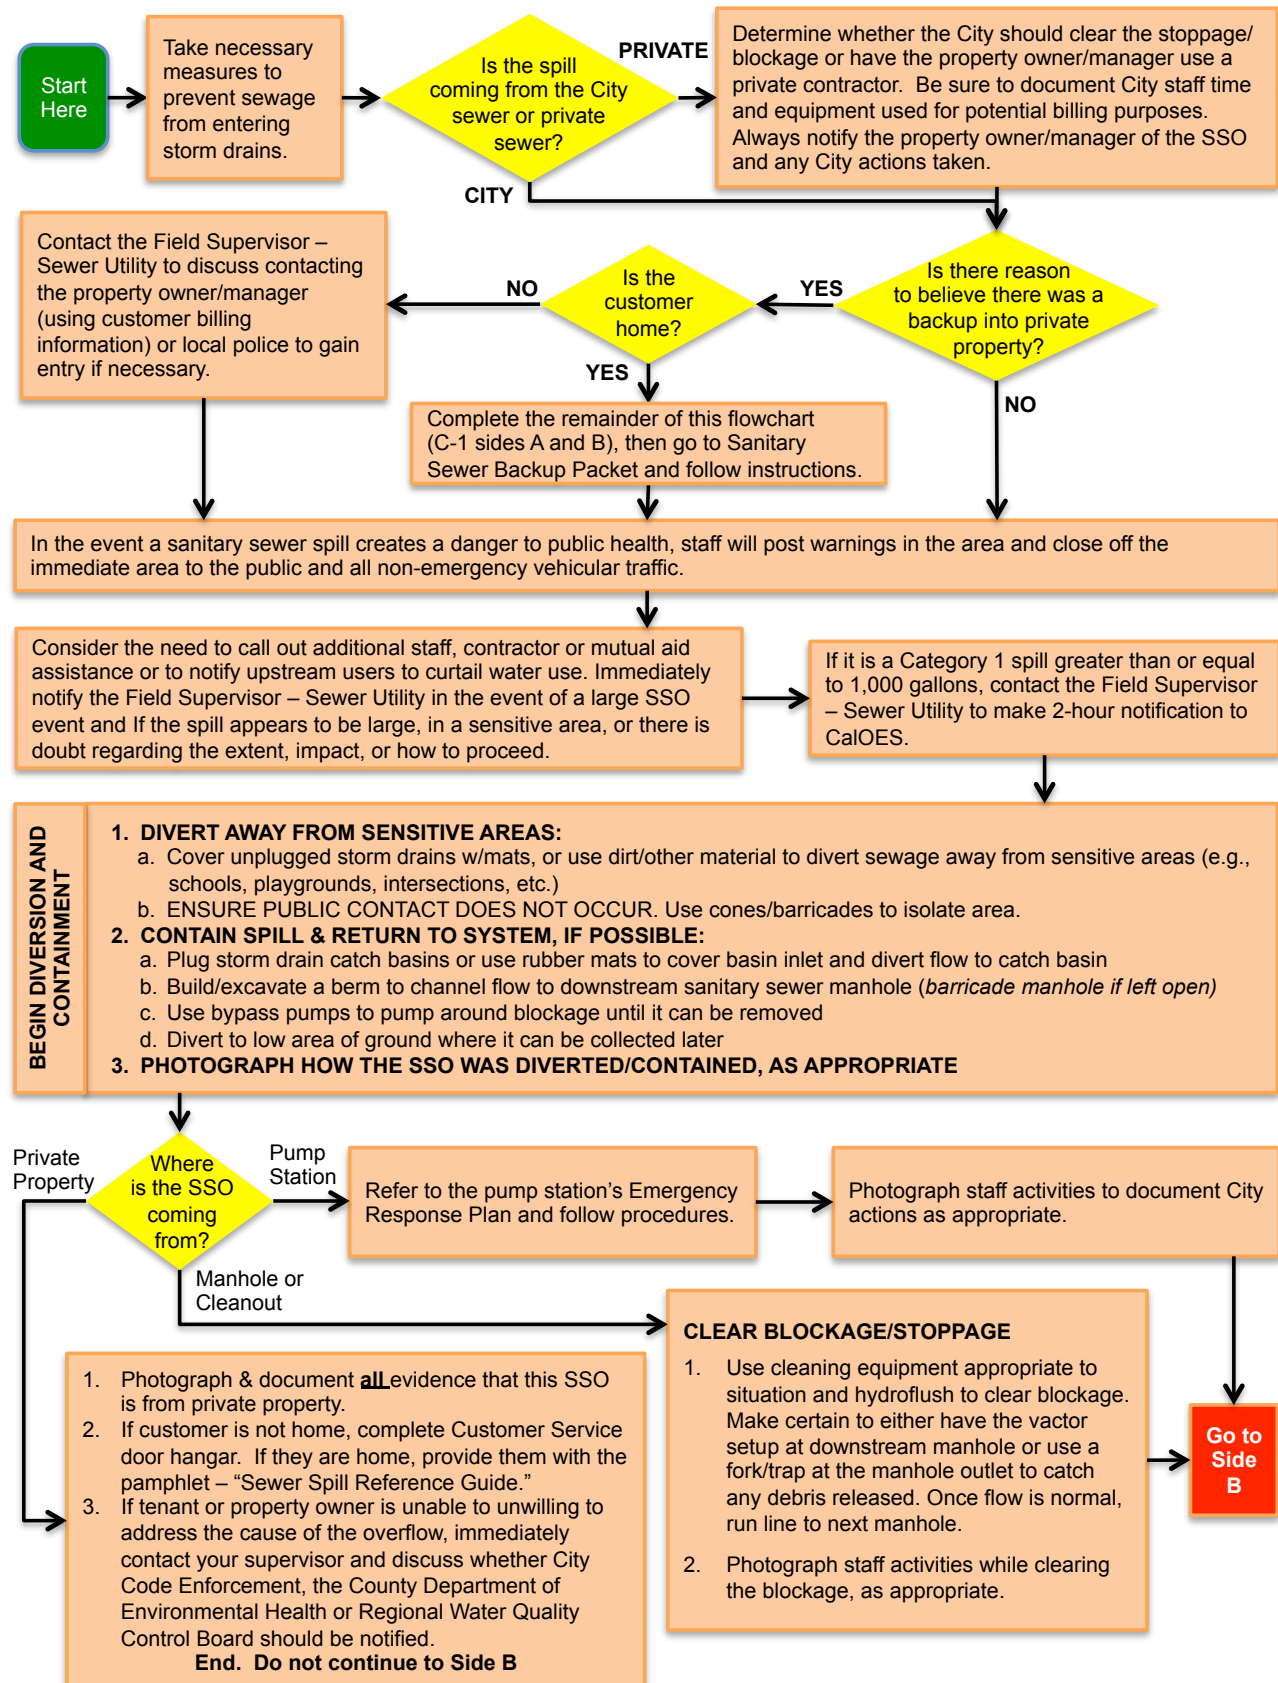 Start
Here
Take necessary
measures to
prevent sewage
from entering
storm drains.
Is the spill
coming from the City
sewer or private
sewer?
PRIVATE
Determine whether the City should clear the stoppage/
blockage or have the property owner/manager use a
private contractor.  Be sure to document City staff time
and equipment used for potential billing purposes.
Always notify the property owner/manager of the SSO
and any City actions taken.
CITY
Contact the Field Supervisor –
Sewer Utility to discuss contacting
the property owner/manager
(using customer billing
information) or local police to gain
entry if necessary.
NO
Is the
customer
home?
YES
Is there reason
to believe there was a
backup into private
property?
YES
NO
Complete the remainder of this flowchart
(C-1 sides A and B), then go to Sanitary
Sewer Backup Packet and follow instructions.
In the event a sanitary sewer spill creates a danger to public health, staff will post warnings in the area and close off the
immediate area to the public and all non-emergency vehicular traffic.
Consider the need to call out additional staff, contractor or mutual aid
assistance or to notify upstream users to curtail water use. Immediately
notify the Field Supervisor – Sewer Utility in the event of a large SSO
event and If the spill appears to be large, in a sensitive area, or there is
doubt regarding the extent, impact, or how to proceed.
If it is a Category 1 spill greater than or equal
to 1,000 gallons, contact the Field Supervisor
– Sewer Utility to make 2-hour notification to
CalOES.
BEGIN DIVERSION AND
CONTAINMENT
1. DIVERT AWAY FROM SENSITIVE AREAS:
a. Cover unplugged storm drains w/mats, or use dirt/other material to divert sewage away from sensitive areas (e.g.,
schools, playgrounds, intersections, etc.)
b. ENSURE PUBLIC CONTACT DOES NOT OCCUR. Use cones/barricades to isolate area.
2. CONTAIN SPILL & RETURN TO SYSTEM, IF POSSIBLE:
a. Plug storm drain catch basins or use rubber mats to cover basin inlet and divert flow to catch basin
b. Build/excavate a berm to channel flow to downstream sanitary sewer manhole (barricade manhole if left open)
c. Use bypass pumps to pump around blockage until it can be removed
d. Divert to low area of ground where it can be collected later
3. PHOTOGRAPH HOW THE SSO WAS DIVERTED/CONTAINED, AS APPROPRIATE
Private
Property
Where
is the SSO
coming
from?
Pump
Station
Refer to the pump station's Emergency
Response Plan and follow procedures.
Photograph staff activities to document City
actions as appropriate.
Manhole or
Cleanout
1. Photograph & document all evidence that this SSO
is from private property.
2. If customer is not home, complete Customer Service
door hangar.  If they are home, provide them with the
pamphlet – “Sewer Spill Reference Guide.”
3. If tenant or property owner is unable to unwilling to
address the cause of the overflow, immediately
contact your supervisor and discuss whether City
Code Enforcement, the County Department of
Environmental Health or Regional Water Quality
Control Board should be notified.
End.  Do not continue to Side B
CLEAR BLOCKAGE/STOPPAGE
1. Use cleaning equipment appropriate to
situation and hydroflush to clear blockage.
Make certain to either have the vactor
setup at downstream manhole or use a
fork/trap at the manhole outlet to catch
any debris released. Once flow is normal,
run line to next manhole.
2. Photograph staff activities while clearing
the blockage, as appropriate.
Go to
Side
B